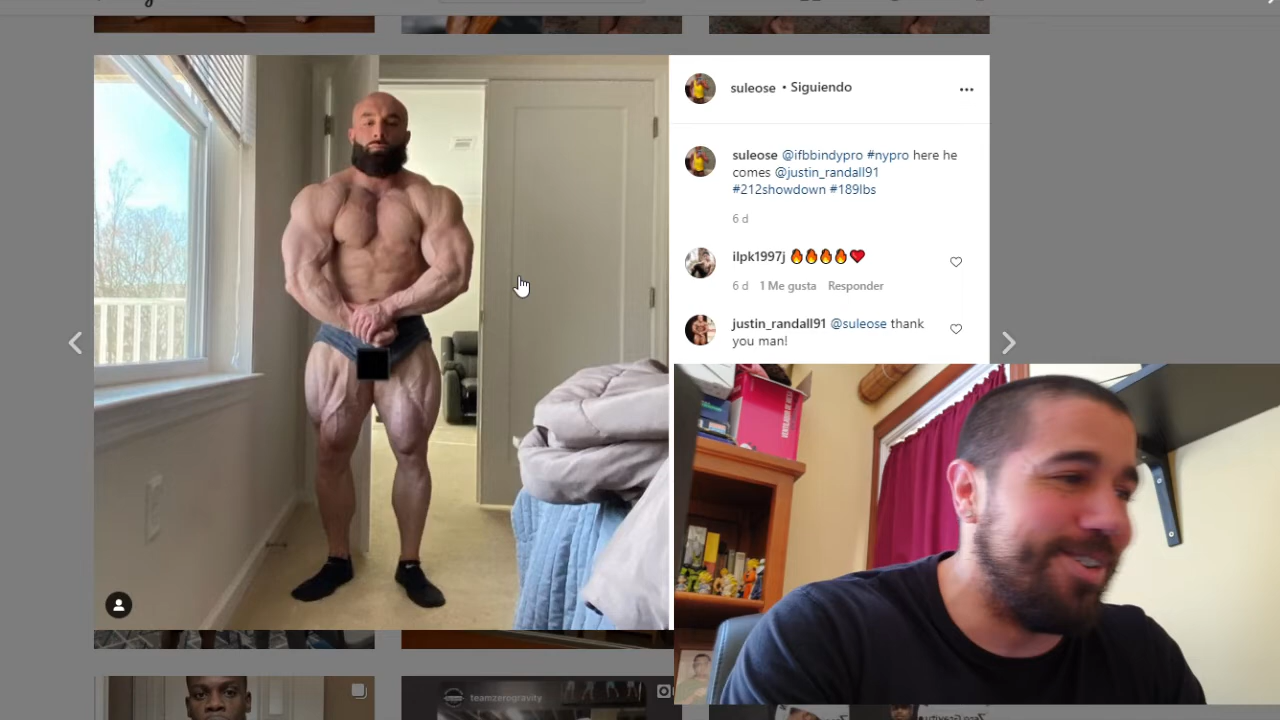 suleose • Siguiendo
suleose @ifbbindypro #nypro here he
comes @justin_randall91
#212showdown #189lbs
6 d
ilpk1997j 🔥🔥🔥🔥❤️
6 d 1 Me gusta Responder
justin_randall91 @suleose thank
you man!
teamzerogravity